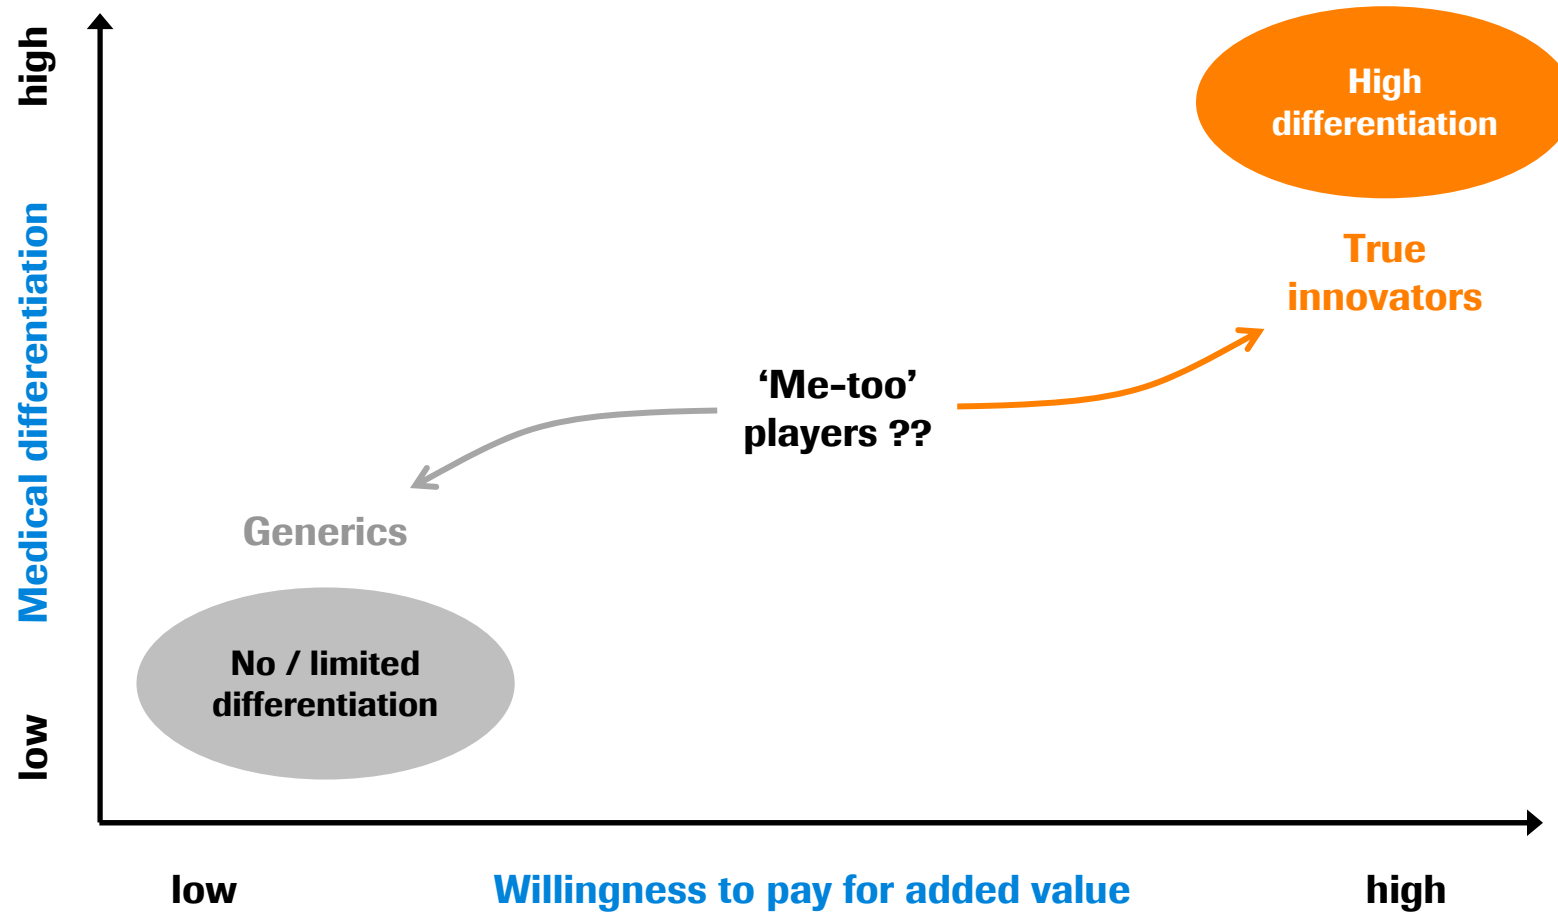 high
Medical differentiation
low
High
differentiation
True
innovators
‘Me-too’
players ??
Generics
No / limited
differentiation
low
Willingness to pay for added value
high